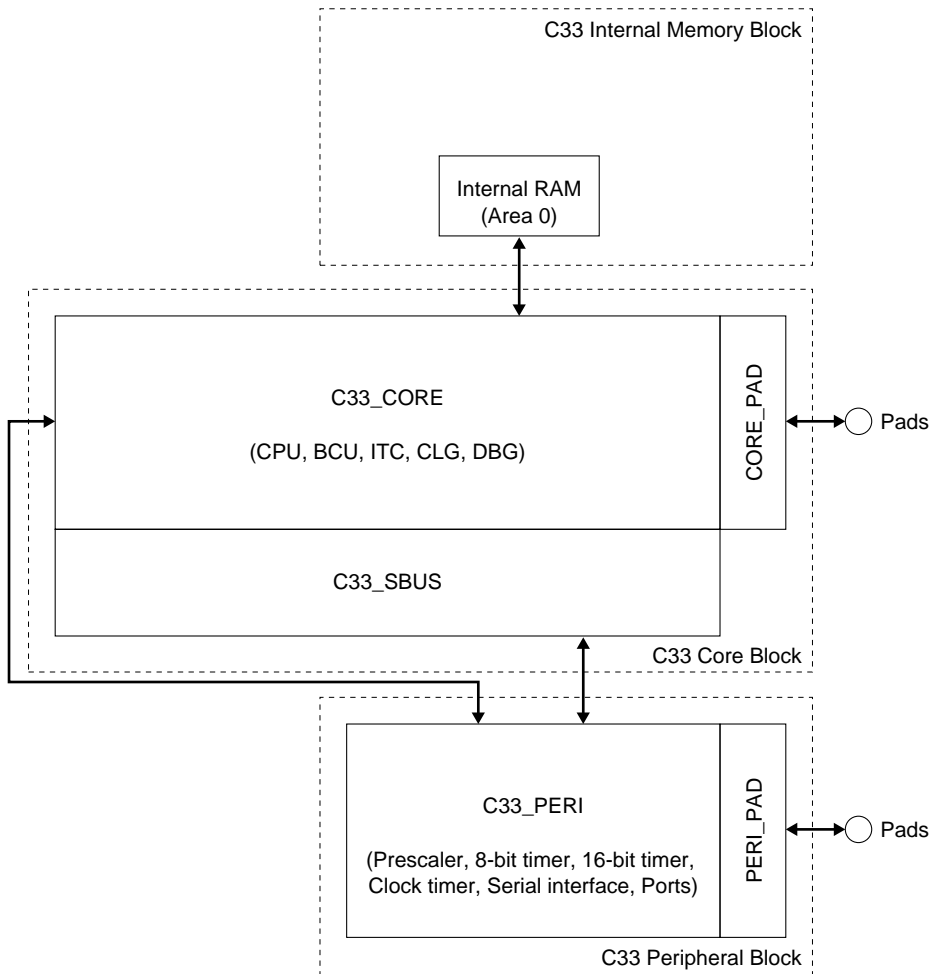 C33 Internal Memory Block
Internal RAM
(Area 0)
C33_CORE
(CPU, BCU, ITC, CLG, DBG)
CORE_PAD
Pads
C33_SBUS
C33 Core Block
C33_PERI
(Prescaler, 8-bit timer, 16-bit timer,
Clock timer, Serial interface, Ports)
PERI_PAD
Pads
C33 Peripheral Block